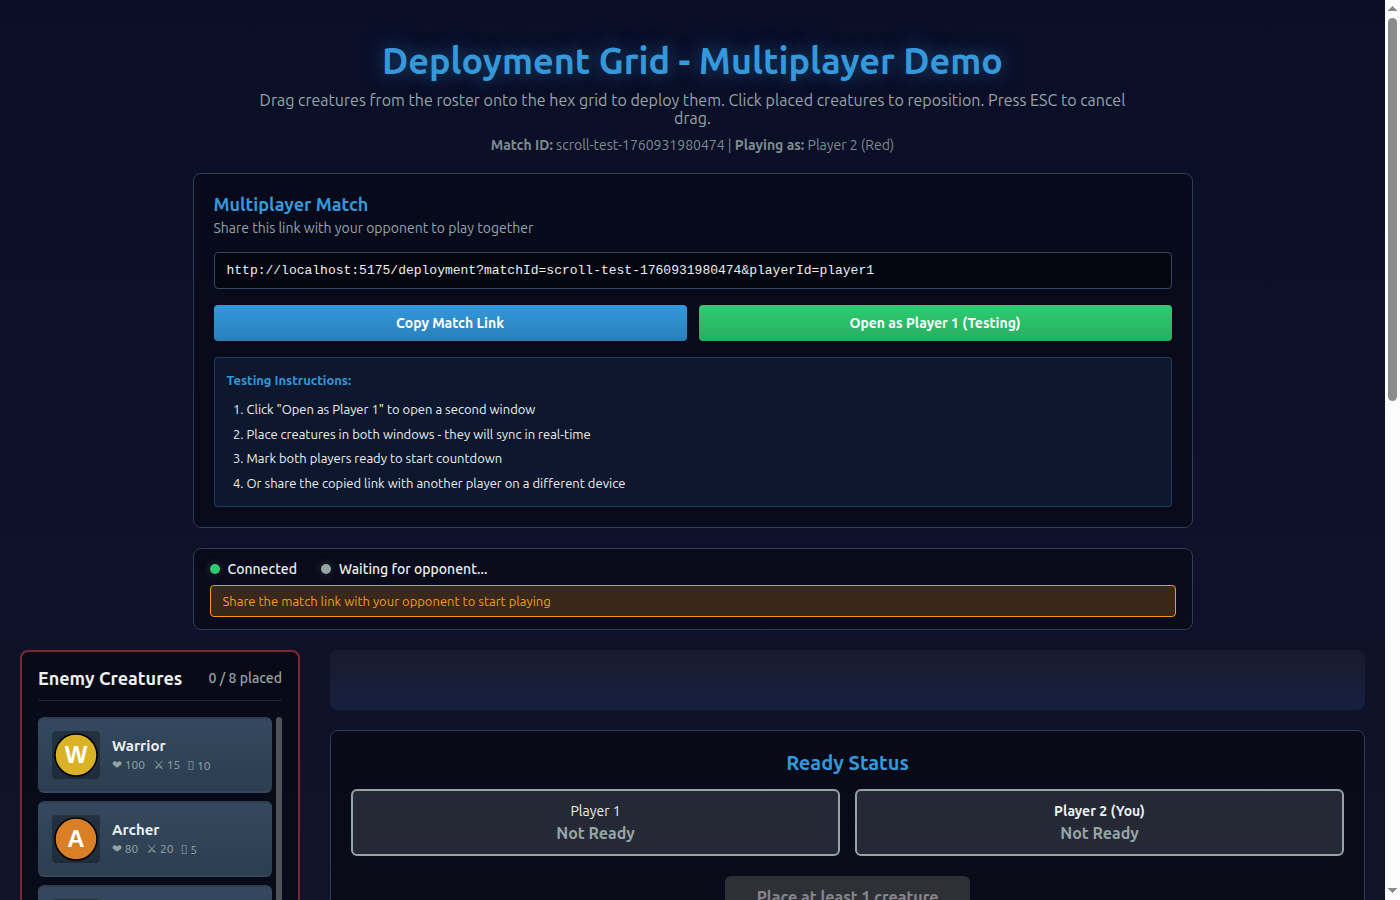 Deployment Grid - Multiplayer Demo
Drag creatures from the roster onto the hex grid to deploy them. Click placed creatures to reposition. Press ESC to cancel
drag.
Match ID: scroll-test-1760931980474 | Playing as: Player 2 (Red)
Multiplayer Match
Share this link with your opponent to play together
http://localhost:5175/deployment?matchId=scroll-test-1760931980474&playerId=player1
Copy Match Link
Open as Player 1 (Testing)
Testing Instructions:
1. Click "Open as Player 1" to open a second window
2. Place creatures in both windows - they will sync in real-time
3. Mark both players ready to start countdown
4. Or share the copied link with another player on a different device
Connected
Waiting for opponent...
Share the match link with your opponent to start playing
Enemy Creatures
0 / 8 placed
W
Warrior
❤ 100 ⚔ 15 10
A
Archer
❤ 80 ⚔ 20 5
Ready Status
Player 1
Not Ready
Player 2 (You)
Not Ready
Place at least 1 creature